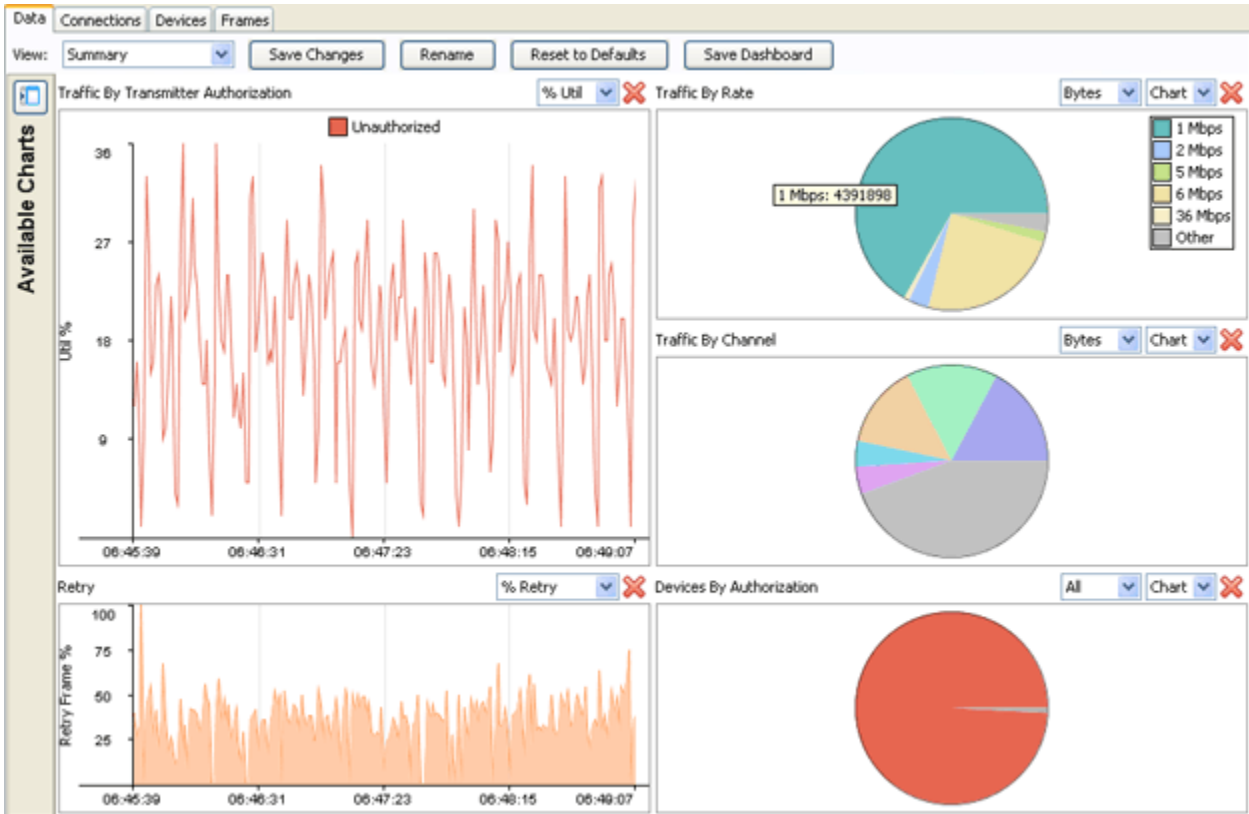 Data Connections Devices Frames
View: Summary Save Changes Rename Reset to Defaults Save Dashboard
Available Charts
Traffic By Transmitter Authorization % Util
Unauthorized
Util %
36
27
18
9
06:45:39 06:46:31 06:47:23 06:48:15 06:49:07
Traffic By Rate Bytes Chart
1 Mbps: 4391898
1 Mbps
2 Mbps
5 Mbps
6 Mbps
36 Mbps
Other
Traffic By Channel Bytes Chart
Retry % Retry
Retry Frame %
100
75
50
25
06:45:39 06:46:31 06:47:23 06:48:15 06:49:07
Devices By Authorization All Chart